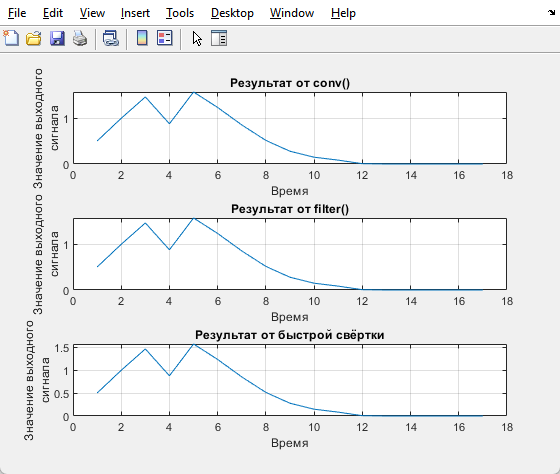 File Edit View Insert Tools Desktop Window Help
Результат от conv()
Значение выходного
сигнала
1
0
0 2 4 6 8 10 12 14 16 18
Время
Результат от filter()
Значение выходного
сигнала
1
0
0 2 4 6 8 10 12 14 16 18
Время
Результат от быстрой свёртки
Значение выходного
сигнала
1.5
1
0.5
0
0 2 4 6 8 10 12 14 16 18
Время